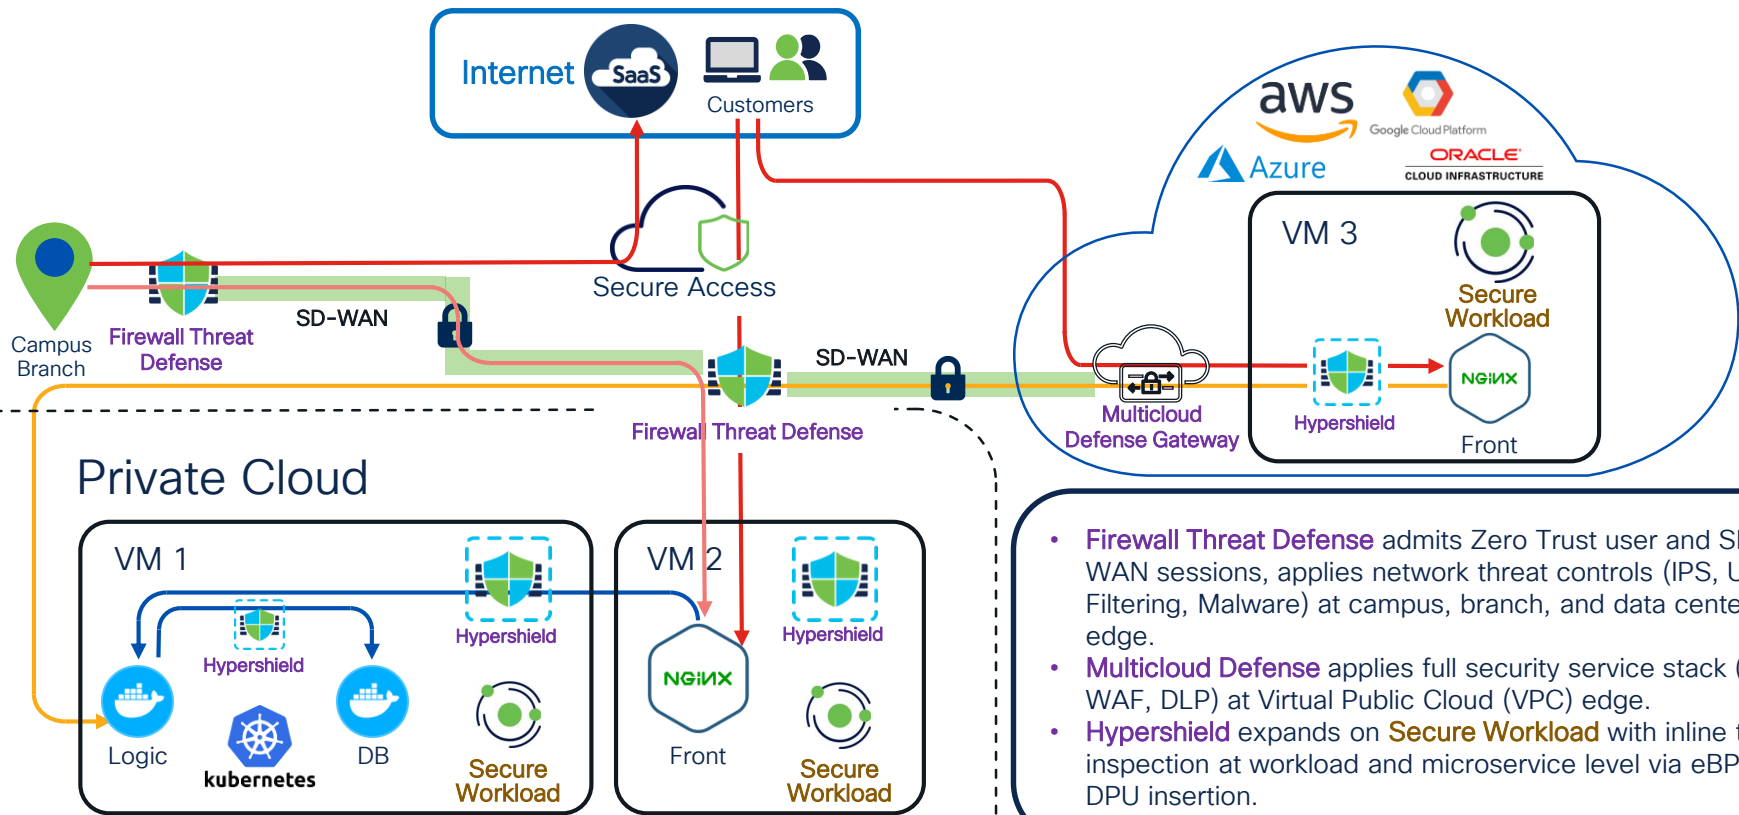 Internet
SaaS
Customers
aws
Google Cloud Platform
Azure
ORACLE
CLOUD INFRASTRUCTURE
VM 3
Secure
Workload
Secure Access
Campus
Branch
Firewall Threat
Defense
SD-WAN
SD-WAN
Firewall Threat Defense
Multicloud
Defense Gateway
Hypershield
NGINX
Front
Private Cloud
VM 1
Hypershield
Hypershield
Logic
kubernetes
DB
Secure
Workload
VM 2
Hypershield
NGINX
Front
Secure
Workload
• Firewall Threat Defense admits Zero Trust user and
WAN sessions, applies network threat controls (IPS,
Filtering, Malware) at campus, branch, and data
edge.
• Multicloud Defense applies full security service stack (
WAF, DLP) at Virtual Public Cloud (VPC) edge.
• Hypershield expands on Secure Workload with inline
inspection at workload and microservice level via
DPU insertion.